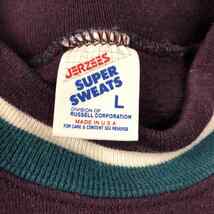 JERZEES
SUPER
SWEATS
DIVISION OF
RUSSELL CORPORATION
L
MADE IN U.S.A
FOR CARE & CONTENT SEE REVERSE